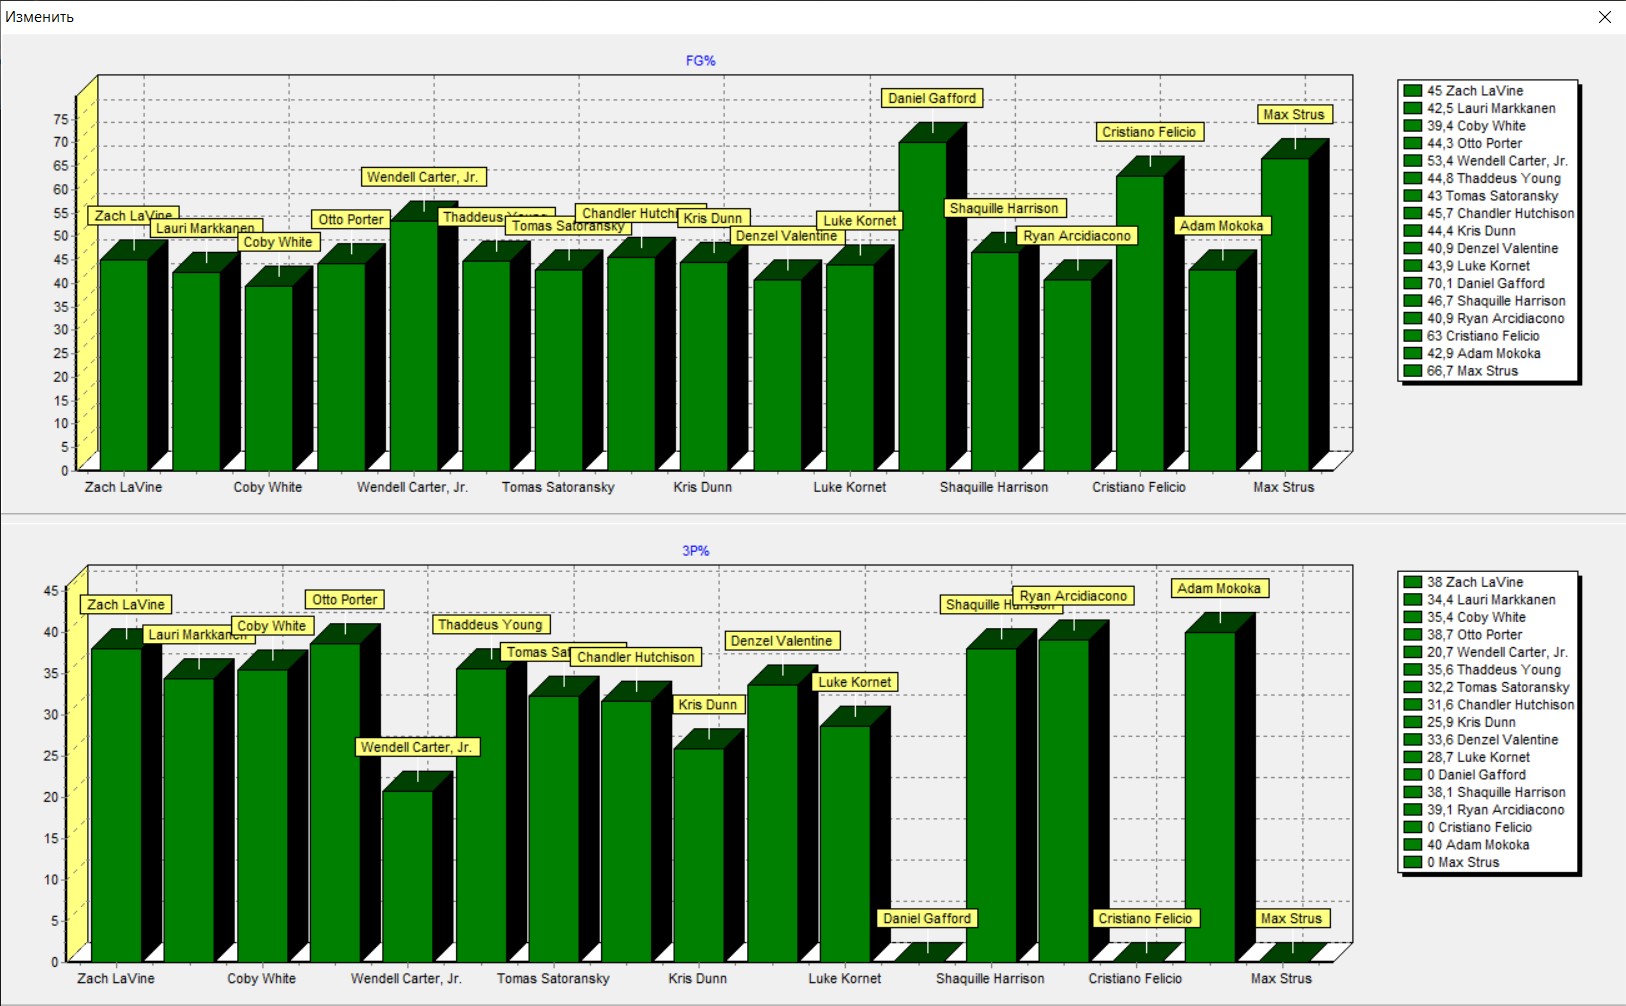 Изменить
FG%
75
70
65
60
55
50
45
40
35
30
25
20
15
10
5
0
Daniel Gafford
Max Strus
Cristiano Felicio
Wendell Carter, Jr.
Shaquille Harrison
Zach LaVine
Otto Porter
Thaddeus Young
Chandler Hutchi
Kris Dunn
Luke Kornet
Lauri Markkanen
Tomas Satoransky
Adam Mokoka
Coby White
Denzel Valentine
Ryan Arcidiacono
Zach LaVine
Coby White
Wendell Carter, Jr.
Tomas Satoransky
Kris Dunn
Luke Kornet
Shaquille Harrison
Cristiano Felicio
Max Strus
45 Zach LaVine
42,5 Lauri Markkanen
39,4 Coby White
44,3 Otto Porter
53,4 Wendell Carter, Jr.
44,8 Thaddeus Young
43 Tomas Satoransky
45,7 Chandler Hutchison
44,4 Kris Dunn
40,9 Denzel Valentine
43,9 Luke Kornet
70,1 Daniel Gafford
46,7 Shaquille Harrison
40,9 Ryan Arcidiacono
63 Cristiano Felicio
42,9 Adam Mokoka
66,7 Max Strus
3P%
45
40
35
30
25
20
15
10
5
0
Adam Mokoka
Ryan Arcidiacono
Otto Porter
Zach LaVine
Shaquille Harrison
Thaddeus Young
Coby White
Lauri Markkanen
Denzel Valentine
Tomas Sat
Chandler Hutchison
Luke Kornet
Kris Dunn
Wendell Carter, Jr.
Daniel Gafford
Cristiano Felicio
Max Strus
Zach LaVine
Coby White
Wendell Carter, Jr.
Tomas Satoransky
Kris Dunn
Luke Kornet
Shaquille Harrison
Cristiano Felicio
Max Strus
38 Zach LaVine
34,4 Lauri Markkanen
35,4 Coby White
38,7 Otto Porter
20,7 Wendell Carter, Jr.
35,6 Thaddeus Young
32,2 Tomas Satoransky
31,6 Chandler Hutchison
25,9 Kris Dunn
33,6 Denzel Valentine
28,7 Luke Kornet
0 Daniel Gafford
38,1 Shaquille Harrison
39,1 Ryan Arcidiacono
0 Cristiano Felicio
40 Adam Mokoka
0 Max Strus